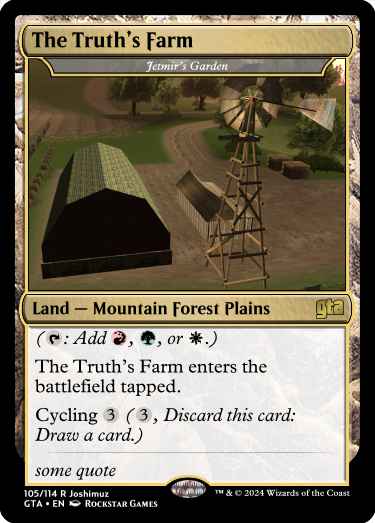 The Truth's Farm
Jetmir's Garden
Land — Mountain Forest Plains
gta
(T: Add R, G, or W.)
The Truth's Farm enters the
battlefield tapped.
Cycling 3 (3, Discard this card:
Draw a card.)
some quote
105/114 R Joshimuz
GTA • EN Rockstar Games
™ & © 2024 Wizards of the Coast